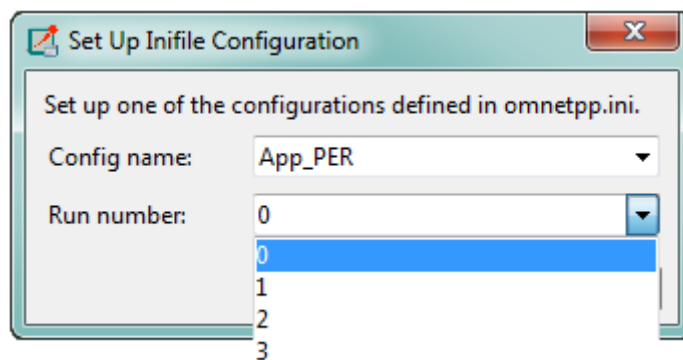 Set Up Inifile Configuration
Set up one of the configurations defined in omnetpp.ini.
Config name: App_PER
Run number: 0
0
1
2
3